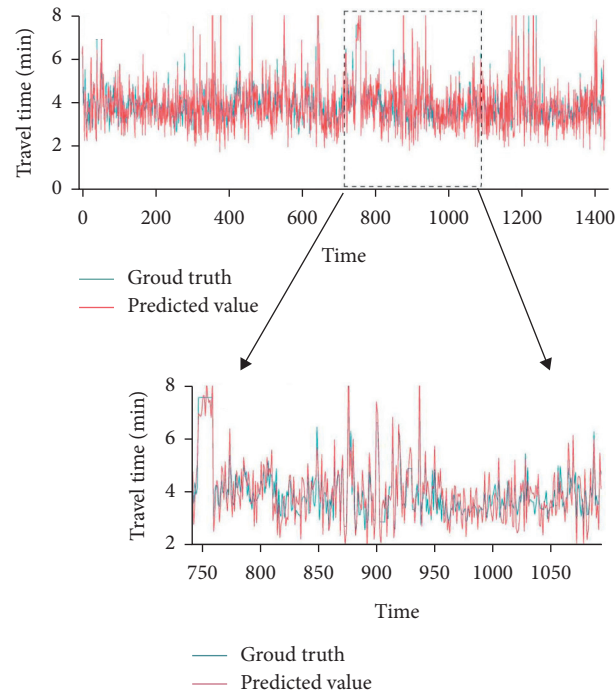 Travel time (min)
8
6
4
2
0
0 200 400 600 800 1000 1200 1400
Time
Groud truth
Predicted value
Travel time (min)
8
6
4
2
750 800 850 900 950 1000 1050
Time
Groud truth
Predicted value